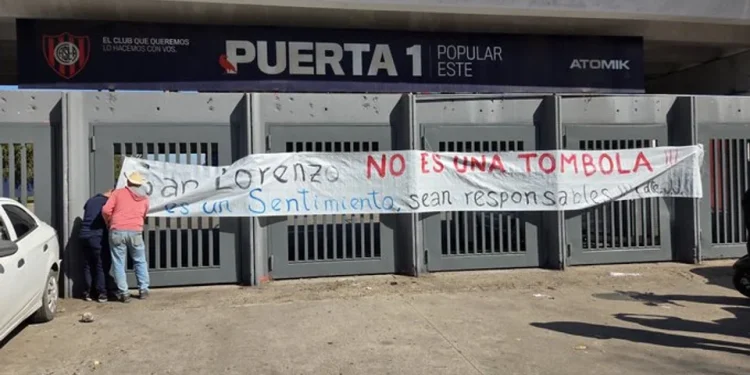 EL CLUB QUE QUEREMOS
LO HACEMOS CON VOS.
PUERTA 1
POPULAR
ESTE
ATOMIK
San Lorenzo NO ES UNA TOMBOLA !!!
es un Sentimiento, sean responsables !!!